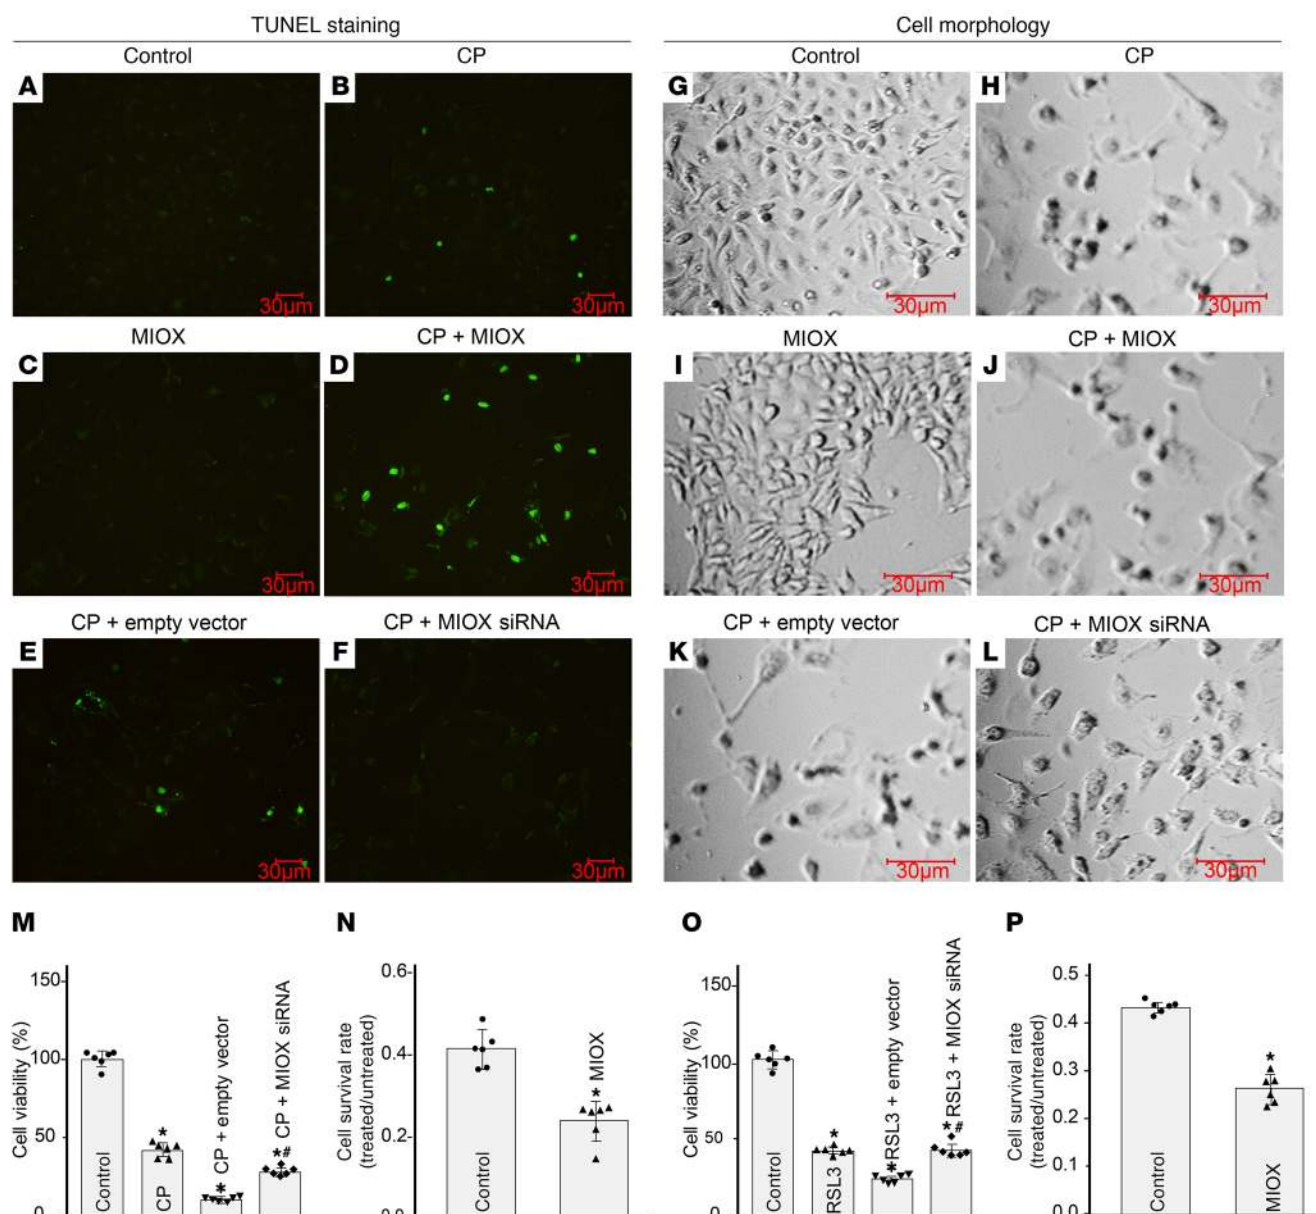 TUNEL staining
Cell morphology
Control
CP
Control
CP
A
B
G
H
30µm
30µm
30µm
30µm
MIOX
CP + MIOX
MIOX
CP + MIOX
C
D
I
J
30µm
30µm
30µm
30µm
CP + empty vector
CP + MIOX siRNA
CP + empty vector
CP + MIOX siRNA
E
F
K
L
30µm
30µm
30µm
30µm
M
Cell viability (%)
150
100
50
0
Control
*
CP
*
CP + empty vector
*#
CP + MIOX siRNA
N
Cell survival rate
(treated/untreated)
0.6
0.4
0.2
0.0
Control
*
MIOX
O
Cell viability (%)
150
100
50
0
Control
*
RSL3
*
RSL3 + empty vector
*#
RSL3 + MIOX siRNA
P
Cell survival rate
(treated/untreated)
0.5
0.4
0.3
0.2
0.1
0.0
Control
*
MIOX